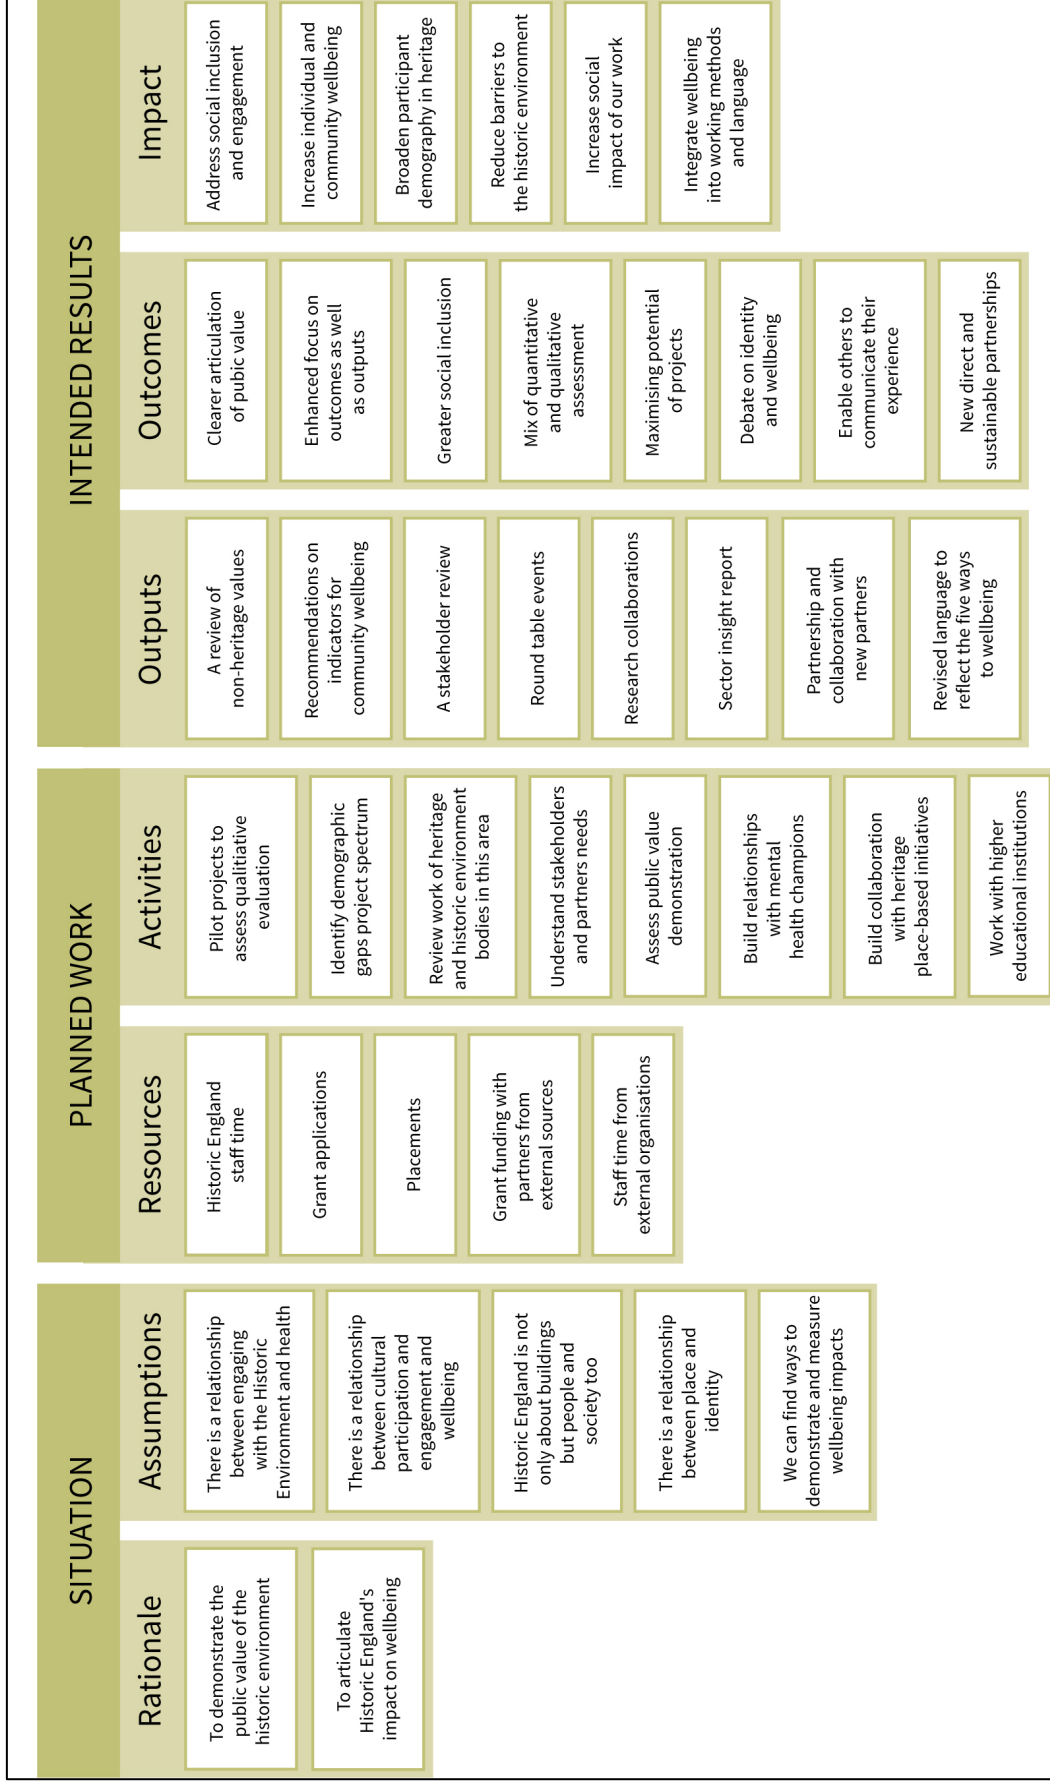 SITUATION
Rationale
To demonstrate the
public value of the
historic environment
To articulate
Historic England's
impact on wellbeing
Assumptions
There is a relationship
between engaging
with the Historic
Environment and health
There is a relationship
between cultural
participation and
engagement and
wellbeing
Historic England is not
only about buildings
but people and
society too
There is a relationship
between place and
identity
We can find ways to
demonstrate and measure
wellbeing impacts
PLANNED WORK
Resources
Historic England
staff time
Grant applications
Placements
Grant funding with
partners from
external sources
Staff time from
external organisations
Activities
Pilot projects to
assess qualitiative
evaluation
Identify demographic
gaps project spectrum
Review work of heritage
and historic environment
bodies in this area
Understand stakeholders
and partners needs
Assess public value
demonstration
Build relationships
with mental
health champions
Build collaboration
with heritage
place-based initiatives
Work with higher
educational institutions
INTENDED RESULTS
Outputs
A review of
non-heritage values
Recommendations on
indicators for
community wellbeing
A stakeholder review
Round table events
Research collaborations
Sector insight report
Partnership and
collaboration with
new partners
Revised language to
reflect the five ways
to wellbeing
Outcomes
Clearer articulation
of pubic value
Enhanced focus on
outcomes as well
as outputs
Greater social inclusion
Mix of quantitative
and qualitative
assessment
Maximising potential
of projects
Debate on identity
and wellbeing
Enable others to
communicate their
experience
New direct and
sustainable partnerships
Impact
Address social inclusion
and engagement
Increase individual and
community wellbeing
Broaden participant
demography in heritage
Reduce barriers to
the historic environment
Increase social
impact of our work
Integrate wellbeing
into working methods
and language